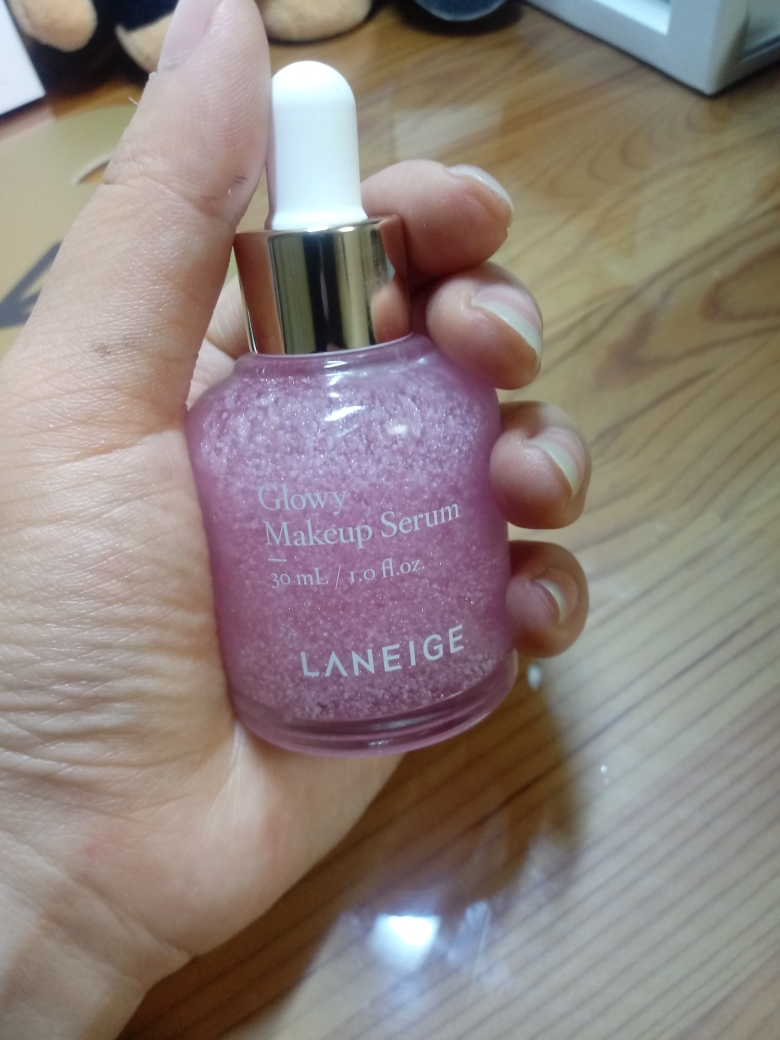 Glowy
Makeup Serum
30 mL / 1.0 fl.oz.
LANEIGE